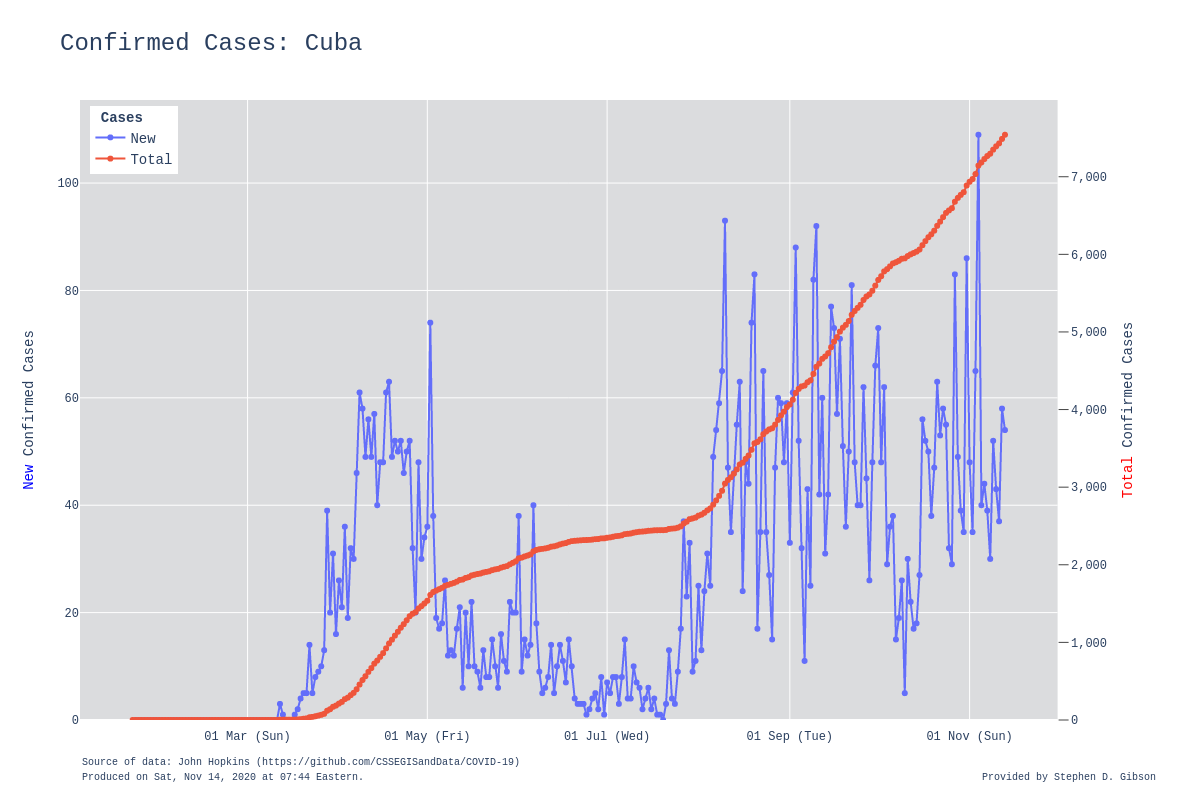 Confirmed Cases: Cuba
Cases
New
Total
100
80
60
40
20
0
New Confirmed Cases
7,000
6,000
5,000
4,000
3,000
2,000
1,000
0
Total Confirmed Cases
01 Mar (Sun)
01 May (Fri)
01 Jul (Wed)
01 Sep (Tue)
01 Nov (Sun)
Source of data: John Hopkins (https://github.com/CSSEGISandData/COVID-19)
Produced on Sat, Nov 14, 2020 at 07:44 Eastern.
Provided by Stephen D. Gibson